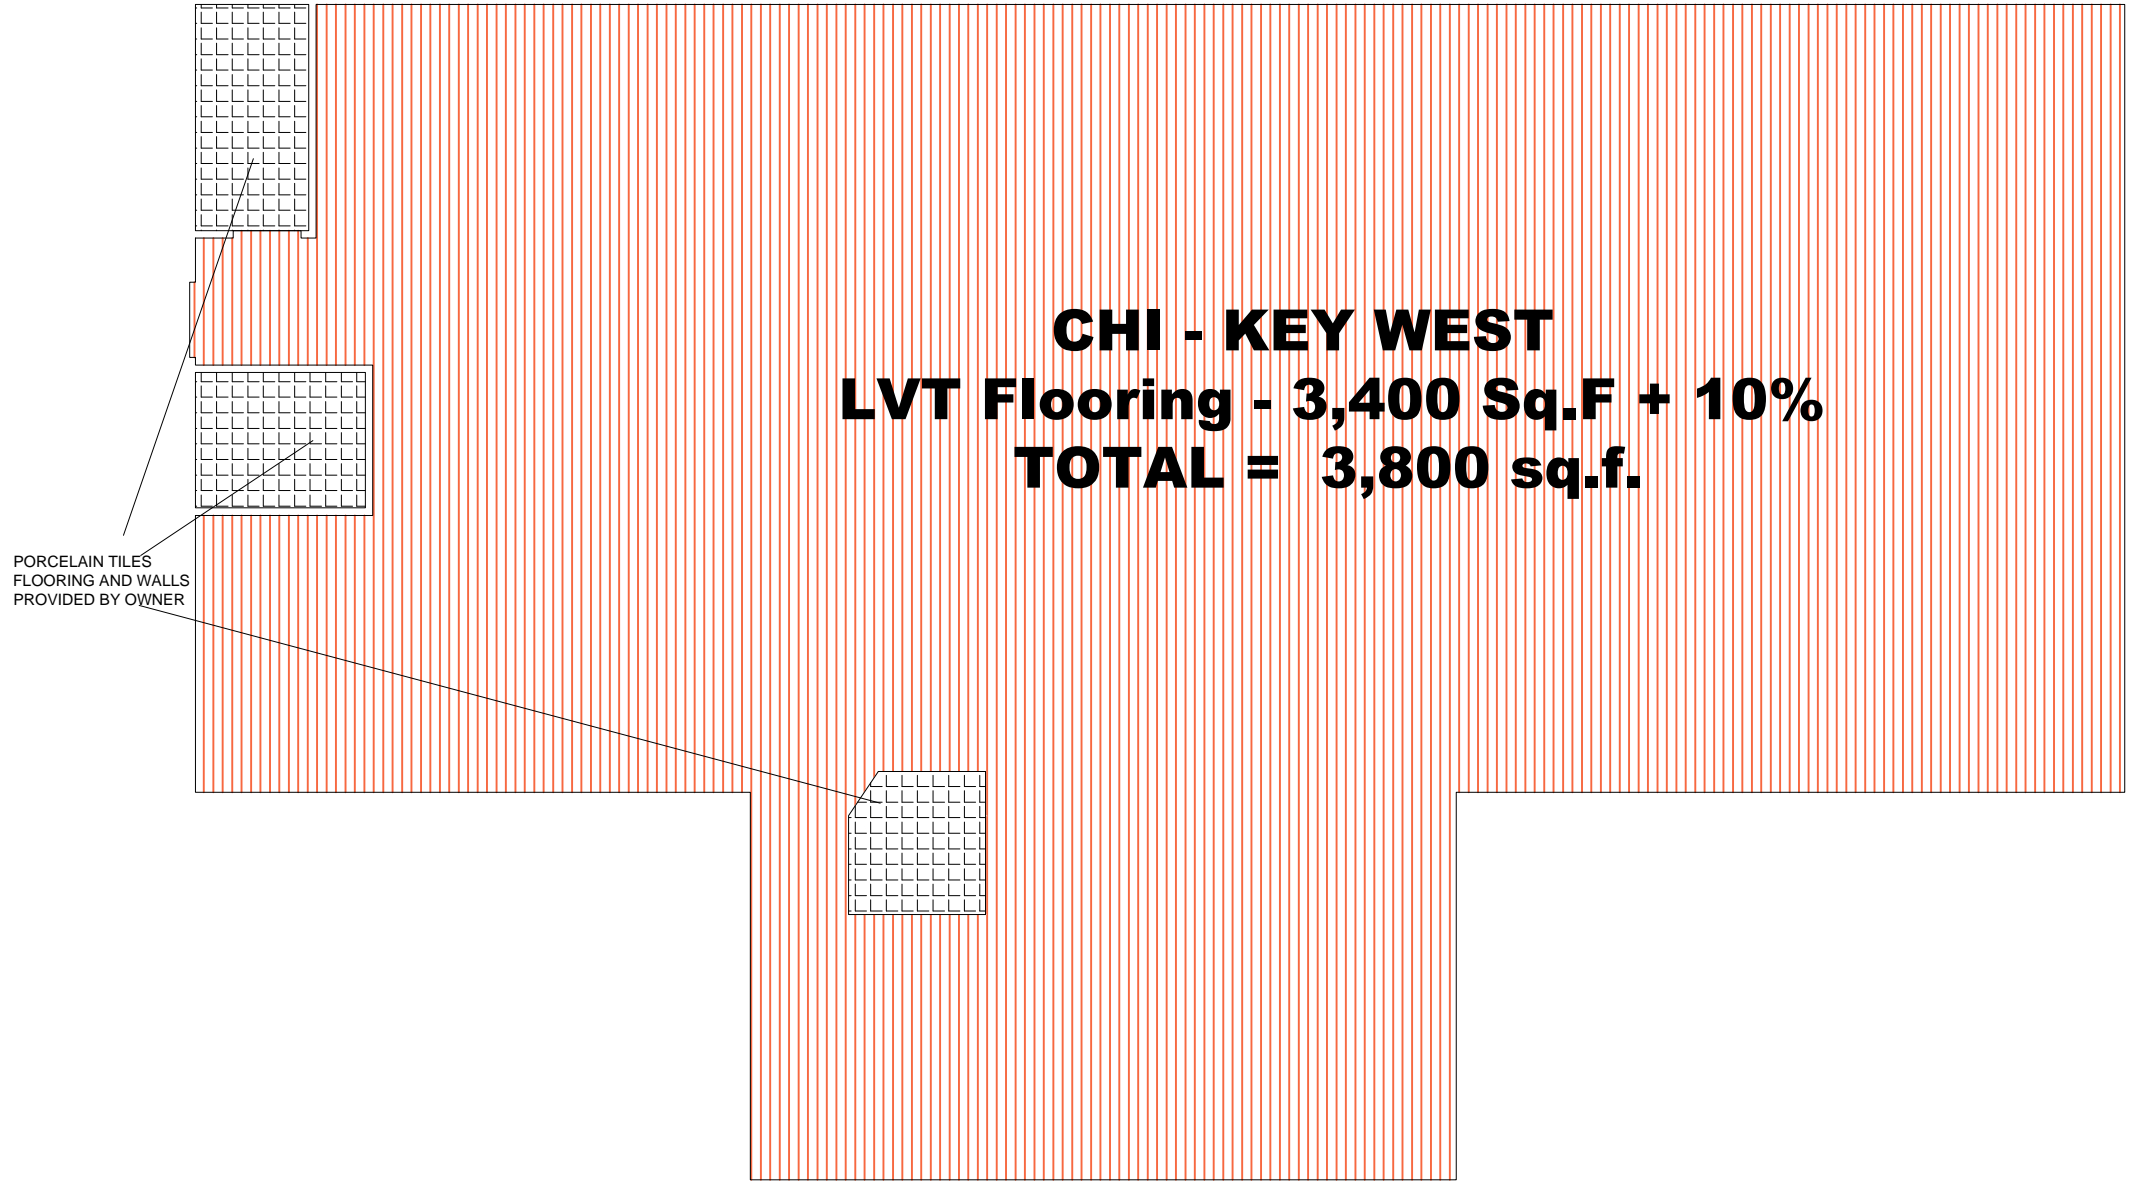 CHI - KEY WEST
LVT Flooring - 3,400 Sq.F + 10%
TOTAL = 3,800 sq.f.
PORCELAIN TILES
FLOORING AND WALLS
PROVIDED BY OWNER